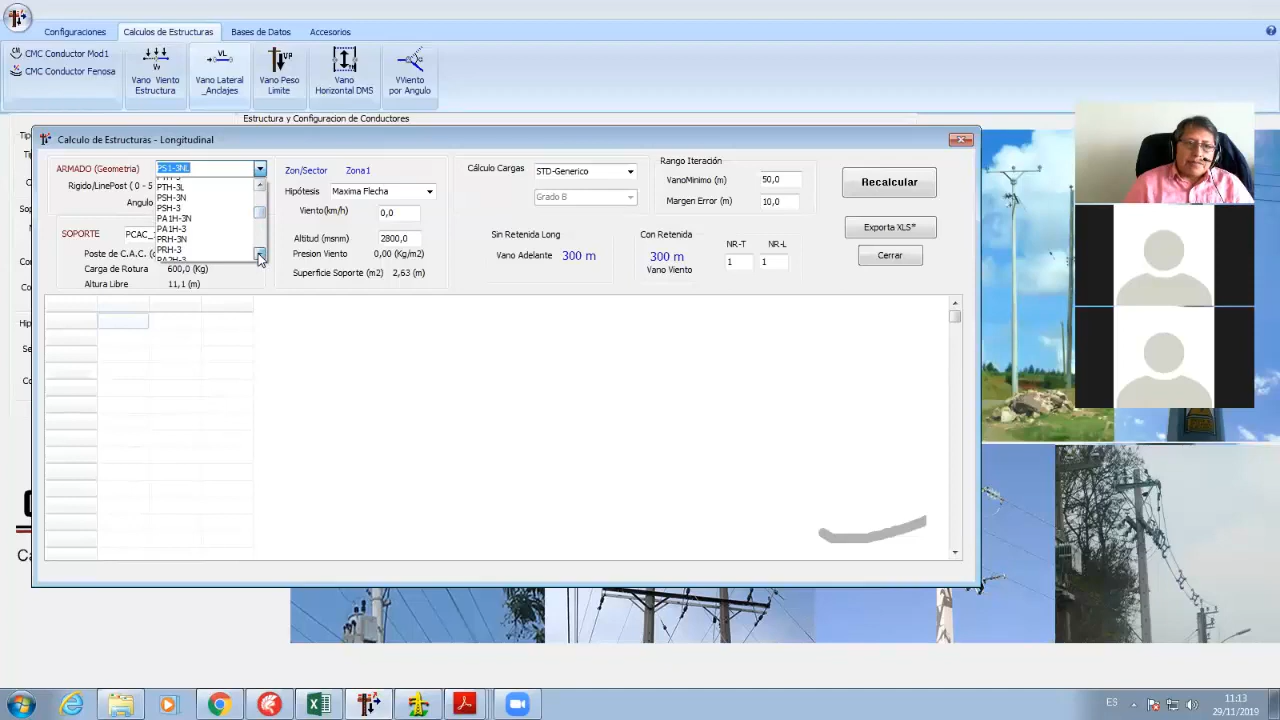 Configuraciones Calculos de Estructuras Bases de Datos Accesorios
CMC Conductor Mod1
CMC Conductor Fenosa
Vano Viento Estructura
Vano Lateral _Anclajes
Vano Peso Limite
Vano Horizontal DMS
VViento por Angulo
Estructura y Configuracion de Conductores
Calculo de Estructuras - Longitudinal
ARMADO (Geometria) PS1-3NL
Rigido/LinePost ( 0 - 5
Angulo
SOPORTE PCAC_
Poste de C.A.C. (
Carga de Rotura 600,0 (Kg)
Altura Libre 11,1 (m)
PTH-3L
PSH-3N
PSH-3
PA1H-3N
PA1H-3
PRH-3N
PRH-3
PA2H-3
Zon/Sector Zona1
Hipótesis Maxima Flecha
Viento(km/h) 0,0
Altitud (msnm) 2800,0
Presion Viento 0,00 (Kg/m2)
Superficie Soporte (m2) 2,63 (m)
Cálculo Cargas STD-Generico
Grado B
Rango Iteración
VanoMinimo (m) 50,0
Margen Error (m) 10,0
Sin Retenida Long
Vano Adelante 300 m
Con Retenida
300 m
Vano Viento
NR-T NR-L
1 1
Recalcular
Exporta XLS"
Cerrar
ES
11:13
29/11/2019